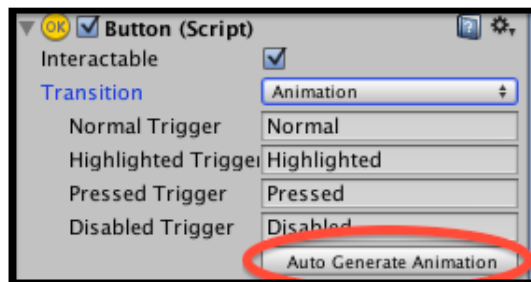 OK Button (Script)
Interactable
Transition Animation
Normal Trigger Normal
Highlighted Trigger Highlighted
Pressed Trigger Pressed
Disabled Trigger Disabled
Auto Generate Animation